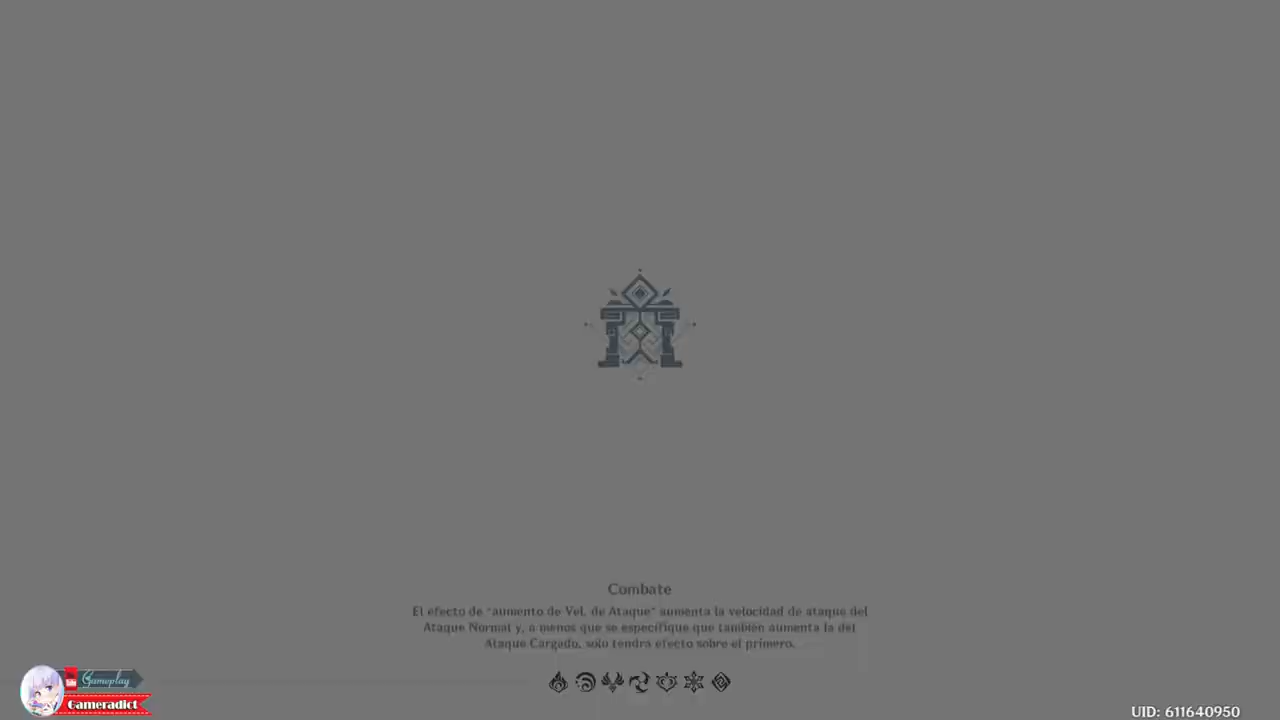 Combate
El efecto de "aumento de Vel. de Ataque" aumenta la velocidad de ataque del
Ataque Normal y, a menos que se especifique que también aumenta la del
Ataque Cargado, solo tendrá efecto sobre el primero.
Gameplay
Gameradict
UID: 611640950